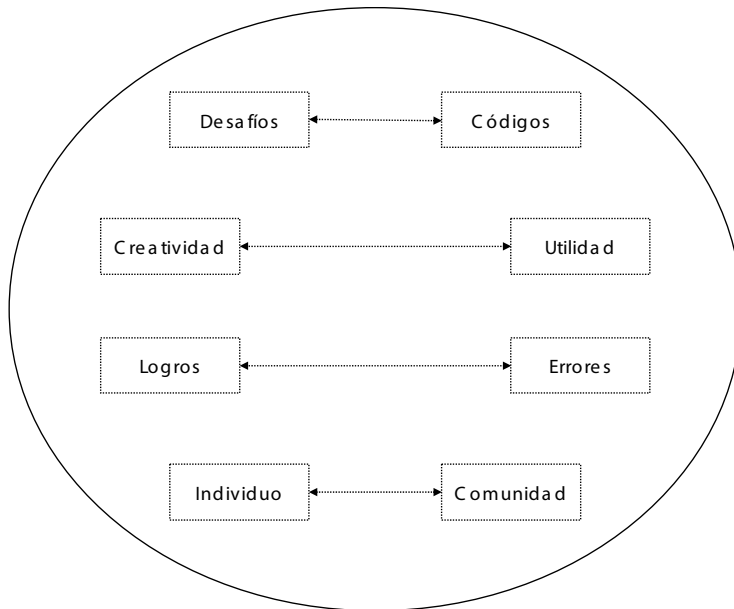 Desafíos
Códigos
Creatividad
Utilidad
Logros
Errores
Individuo
Comunidad